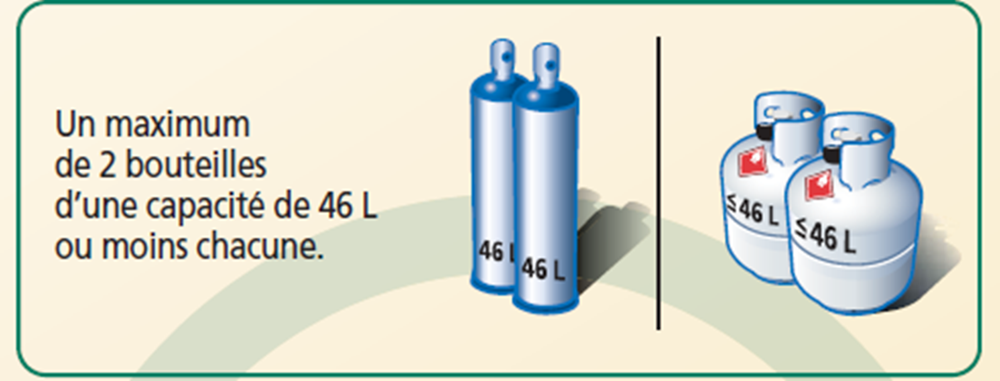 Un maximum
de 2 bouteilles
d'une capacité de 46 L
ou moins chacune.
46 L
46 L
≤46 L
≤46 L